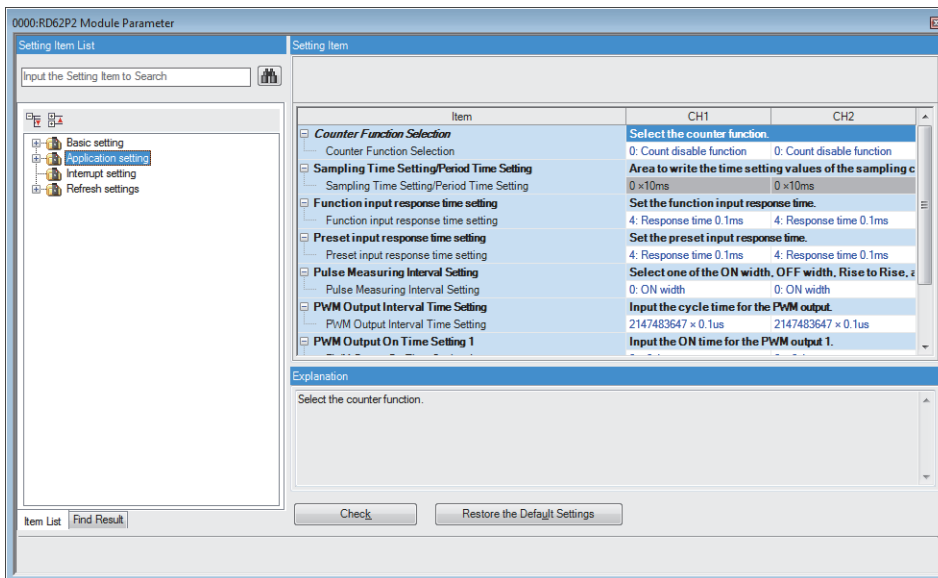 0000:RD62P2 Module Parameter
Setting Item List
Setting Item
Input the Setting Item to Search
Basic setting
Application setting
Interrupt setting
Refresh settings
Item List
Find Result
Item CH1 CH2
Counter Function Selection Select the counter function.
Counter Function Selection 0: Count disable function 0: Count disable function
Sampling Time Setting/Period Time Setting Area to write the time setting values of the sampling c
Sampling Time Setting/Period Time Setting 0 ×10ms 0 ×10ms
Function input response time setting Set the function input response time.
Function input response time setting 4: Response time 0.1ms 4: Response time 0.1ms
Preset input response time setting Set the preset input response time.
Preset input response time setting 4: Response time 0.1ms 4: Response time 0.1ms
Pulse Measuring Interval Setting Select one of the ON width, OFF width, Rise to Rise, a
Pulse Measuring Interval Setting 0: ON width 0: ON width
PWM Output Interval Time Setting Input the cycle time for the PWM output.
PWM Output Interval Time Setting 2147483647 × 0.1us 2147483647 × 0.1us
PWM Output On Time Setting 1 Input the ON time for the PWM output 1.
Explanation
Select the counter function.
Check
Restore the Default Settings